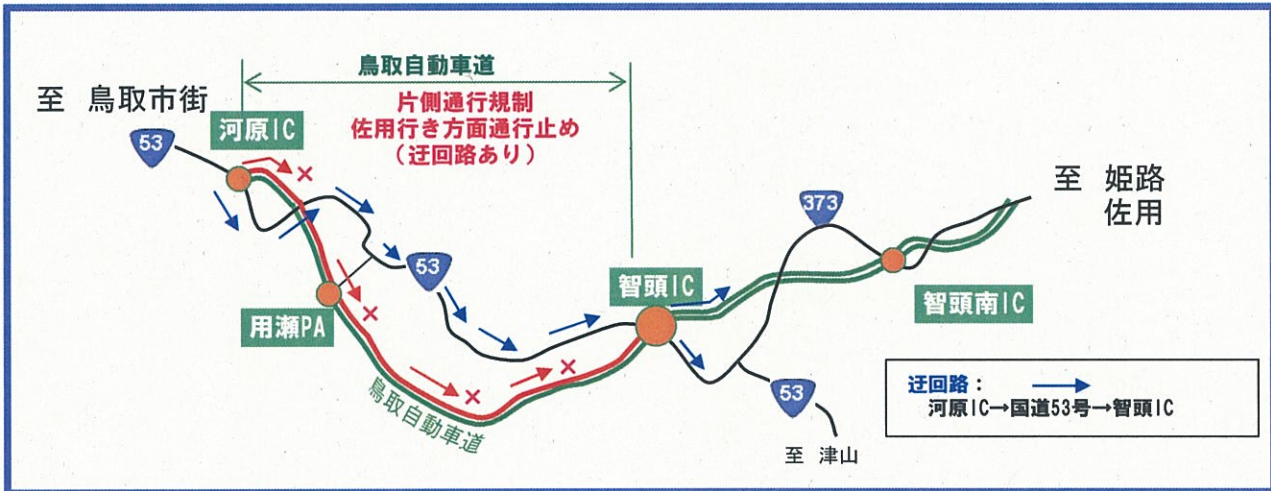 鳥取自動車道
至 鳥取市街
片側通行規制
佐用行き方面通行止め
(迂回路あり)
53
河原IC
至 姫路
佐用
373
53
智頭IC
智頭南IC
用瀬PA
鳥取自動車道
迂回路:
河原IC→国道53号→智頭IC
53
至 津山